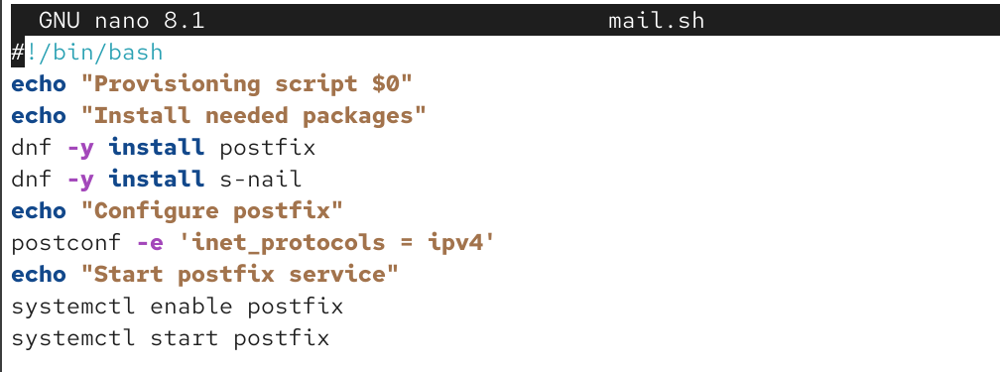 GNU nano 8.1 mail.sh
#!/bin/bash
echo "Provisioning script $0"
echo "Install needed packages"
dnf -y install postfix
dnf -y install s-nail
echo "Configure postfix"
postconf -e 'inet_protocols = ipv4'
echo "Start postfix service"
systemctl enable postfix
systemctl start postfix